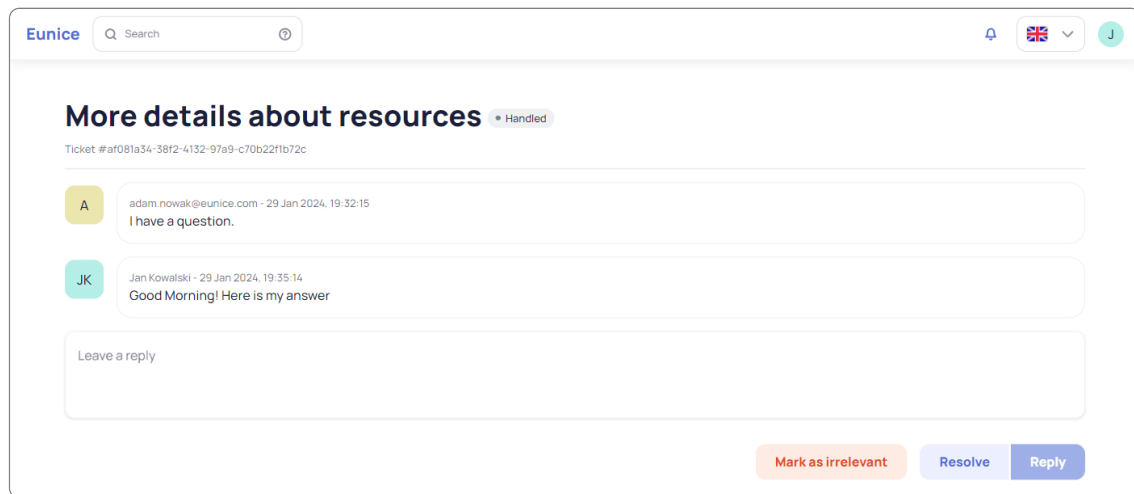 Eunice
Search
J
More details about resources
Handled
Ticket #af081a34-38f2-4132-97a9-c70b22f1b72c
A
adam.nowak@eunice.com - 29 Jan 2024, 19:32:15
I have a question.
JK
Jan Kowalski - 29 Jan 2024, 19:35:14
Good Morning! Here is my answer
Leave a reply
Mark as irrelevant
Resolve
Reply